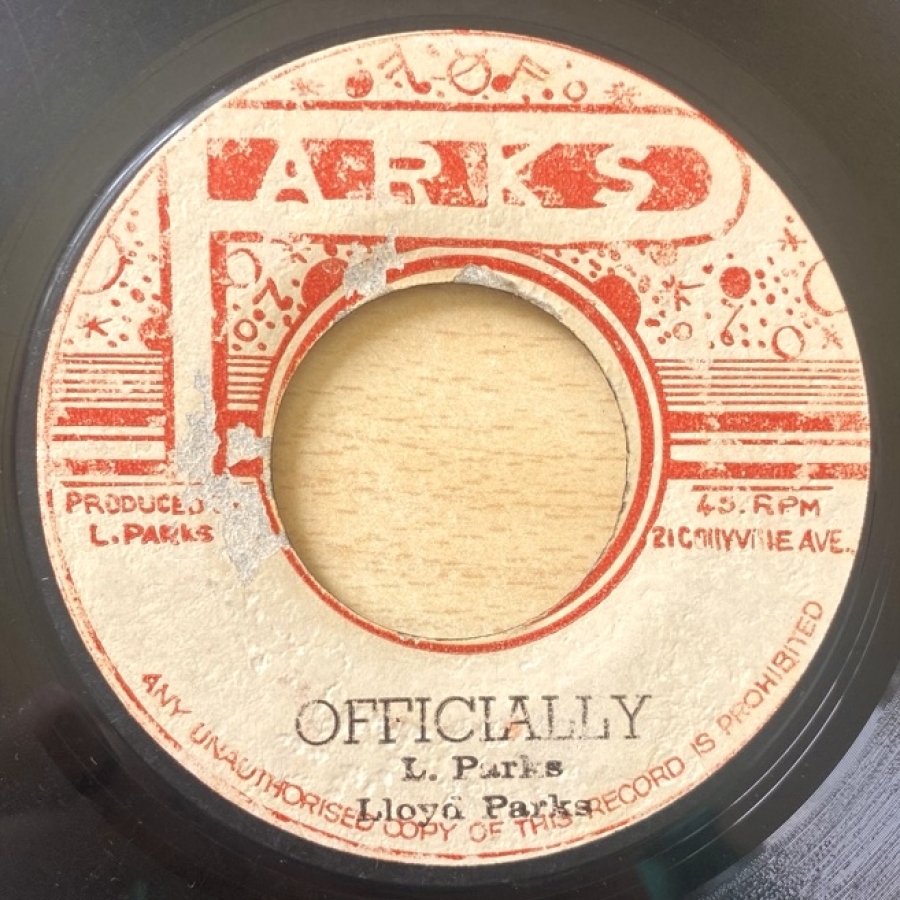 PARKS
PRODUCED
L. PARKS
45. RPM
21 COllYVIllE AVE.
OFFICIALLY
L. Parks
Lloyd Parks
ANY UNAUTHORISED COPY OF THIS RECORD IS PROHIBITED